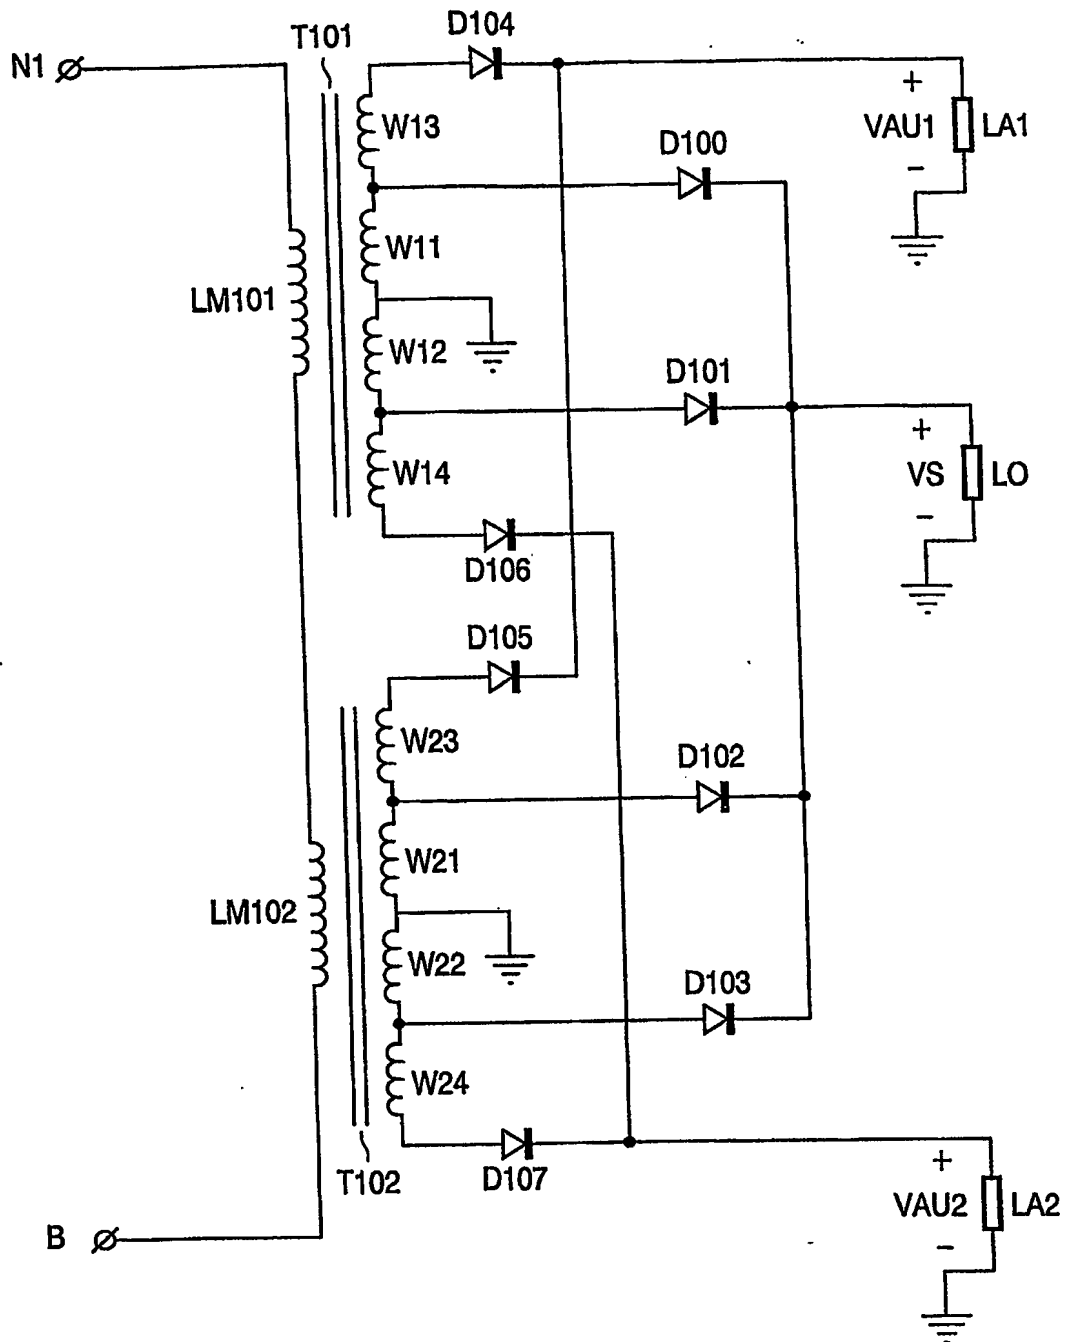 D104
T101
N1
W13
+
VAU1 LA1
-
D100
W11
LM101
W12
D101
+
VS LO
-
W14
D106
D105
W23
D102
W21
LM102
W22
D103
W24
D107
T102
+
VAU2 LA2
-
B